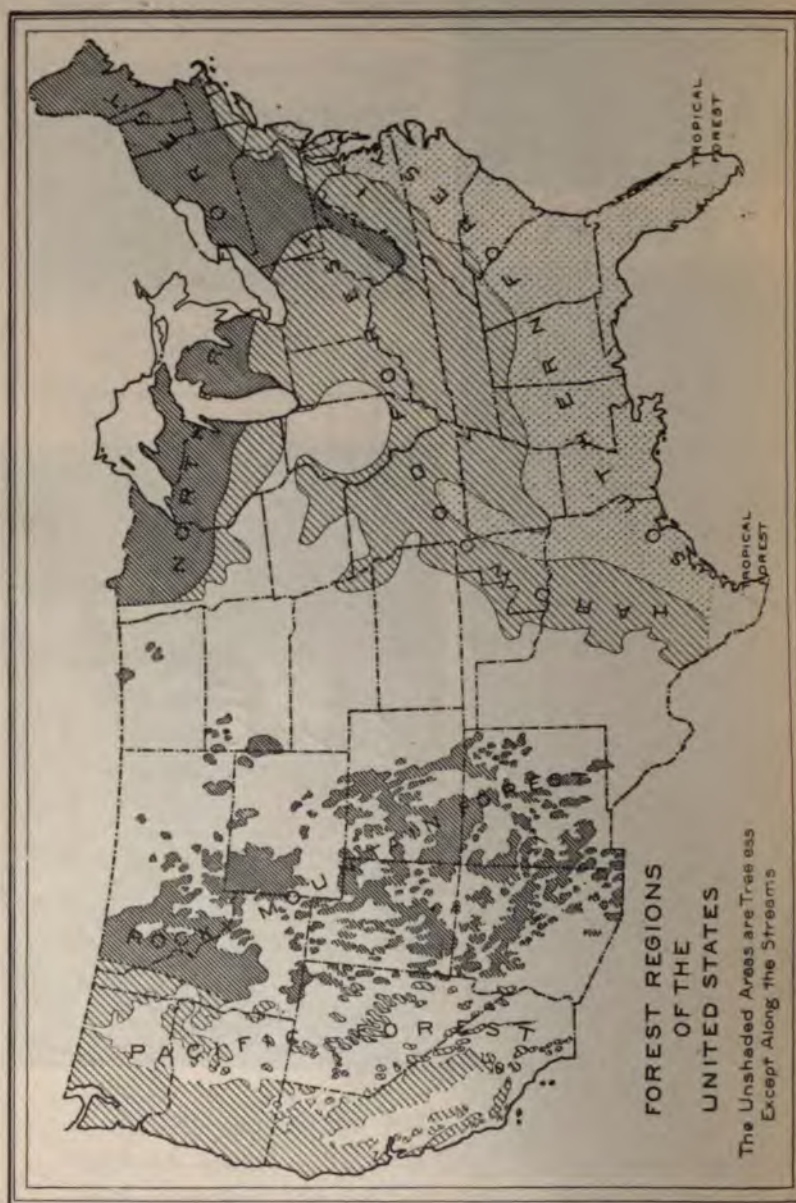 NORTHERN FOREST
HARDWOOD FOREST
SOUTHERN FOREST
ROCKY MOUNTAIN FOREST
PACIFIC FOREST
TROPICAL
FOREST
TROPICAL
FOREST
FOREST REGIONS
OF THE
UNITED STATES
The Unshaded Areas are Treeless
Except Along the Streams